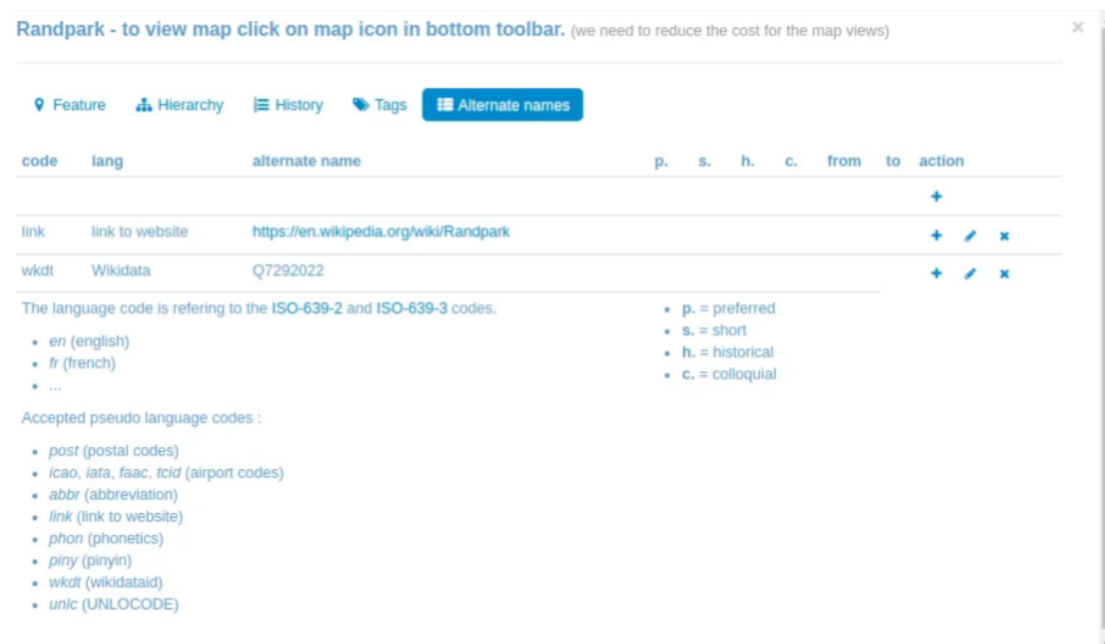 Randpark - to view map click on map icon in bottom toolbar. (we need to reduce the cost for the map views) ×
Feature Hierarchy History Tags Alternate names
code lang alternate name p. s. h. c. from to action
link link to website https://en.wikipedia.org/wiki/Randpark
wkdt Wikidata Q7292022
The language code is refering to the ISO-639-2 and ISO-639-3 codes.
en (english)
fr (french)
...
Accepted pseudo language codes :
post (postal codes)
icao, iata, faac, tcid (airport codes)
abbr (abbreviation)
link (link to website)
phon (phonetics)
piny (pinyin)
wkdt (wikidataid)
unlc (UNLOCODE)
p. = preferred
s. = short
h. = historical
c. = colloquial